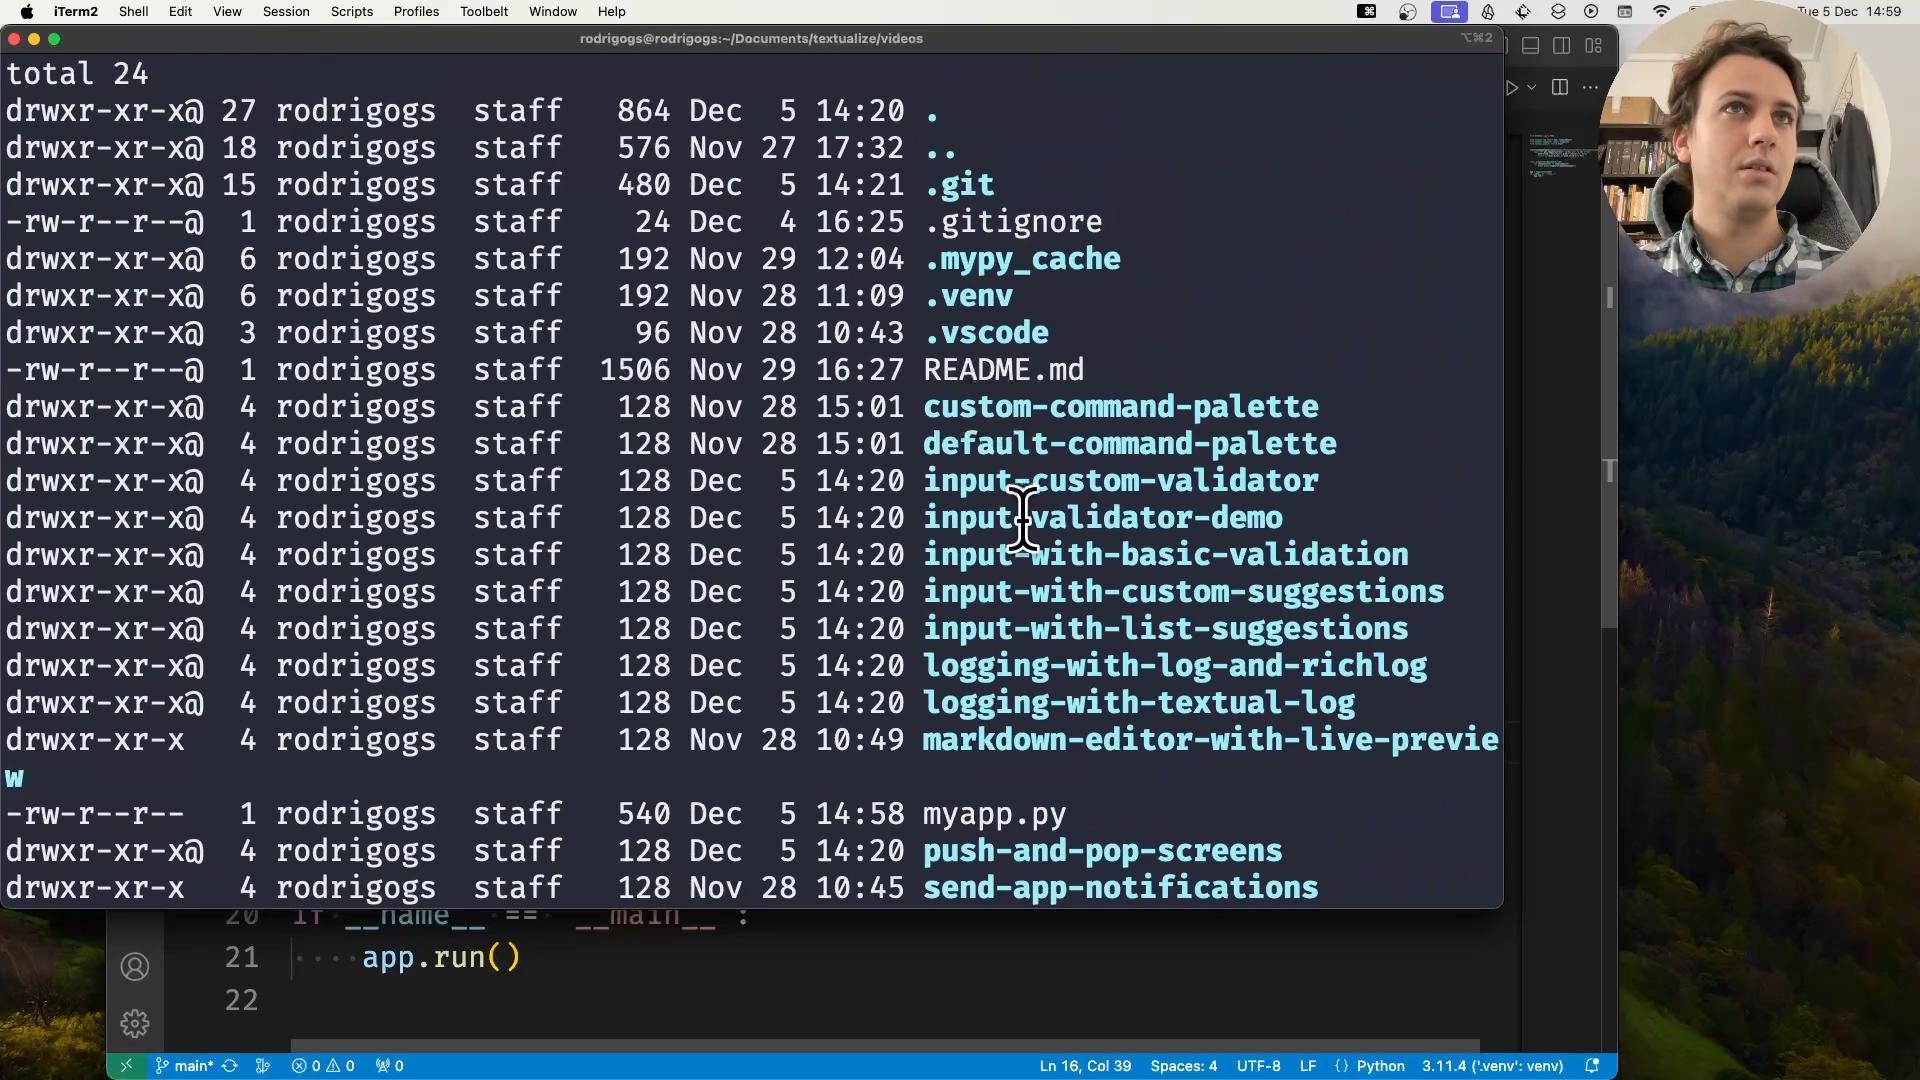 iTerm2 Shell Edit View Session Scripts Profiles Toolbelt Window Help Tue 5 Dec 14:59
rodrigogs@rodrigogs:~/Documents/textualize/videos ⌥⌘2
total 24
drwxr-xr-x@ 27 rodrigogs staff 864 Dec 5 14:20 .
drwxr-xr-x@ 18 rodrigogs staff 576 Nov 27 17:32 ..
drwxr-xr-x@ 15 rodrigogs staff 480 Dec 5 14:21 .git
-rw-r--r--@ 1 rodrigogs staff 24 Dec 4 16:25 .gitignore
drwxr-xr-x@ 6 rodrigogs staff 192 Nov 29 12:04 .mypy_cache
drwxr-xr-x@ 6 rodrigogs staff 192 Nov 28 11:09 .venv
drwxr-xr-x@ 3 rodrigogs staff 96 Nov 28 10:43 .vscode
-rw-r--r--@ 1 rodrigogs staff 1506 Nov 29 16:27 README.md
drwxr-xr-x@ 4 rodrigogs staff 128 Nov 28 15:01 custom-command-palette
drwxr-xr-x@ 4 rodrigogs staff 128 Nov 28 15:01 default-command-palette
drwxr-xr-x@ 4 rodrigogs staff 128 Dec 5 14:20 input-custom-validator
drwxr-xr-x@ 4 rodrigogs staff 128 Dec 5 14:20 input-validator-demo
drwxr-xr-x@ 4 rodrigogs staff 128 Dec 5 14:20 input-with-basic-validation
drwxr-xr-x@ 4 rodrigogs staff 128 Dec 5 14:20 input-with-custom-suggestions
drwxr-xr-x@ 4 rodrigogs staff 128 Dec 5 14:20 input-with-list-suggestions
drwxr-xr-x@ 4 rodrigogs staff 128 Dec 5 14:20 logging-with-log-and-richlog
drwxr-xr-x@ 4 rodrigogs staff 128 Dec 5 14:20 logging-with-textual-log
drwxr-xr-x 4 rodrigogs staff 128 Nov 28 10:49 markdown-editor-with-live-previe
w
-rw-r--r-- 1 rodrigogs staff 540 Dec 5 14:58 myapp.py
drwxr-xr-x@ 4 rodrigogs staff 128 Dec 5 14:20 push-and-pop-screens
drwxr-xr-x 4 rodrigogs staff 128 Nov 28 10:45 send-app-notifications
20 if __name__ == "__main__":
21 app.run()
22
main* 0 0 0 Ln 16, Col 39 Spaces: 4 UTF-8 LF {} Python 3.11.4 ('.venv': venv)